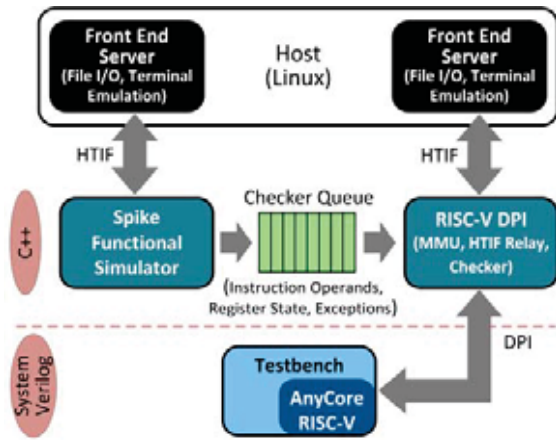 Front End
Server
(File I/O, Terminal
Emulation)
Host
(Linux)
Front End
Server
(File I/O, Terminal
Emulation)
HTIF
HTIF
C++
Spike
Functional
Simulator
Checker Queue
(Instruction Operands,
Register State, Exceptions)
RISC-V DPI
(MMU, HTIF Relay,
Checker)
DPI
System
Verilog
Testbench
AnyCore
RISC-V